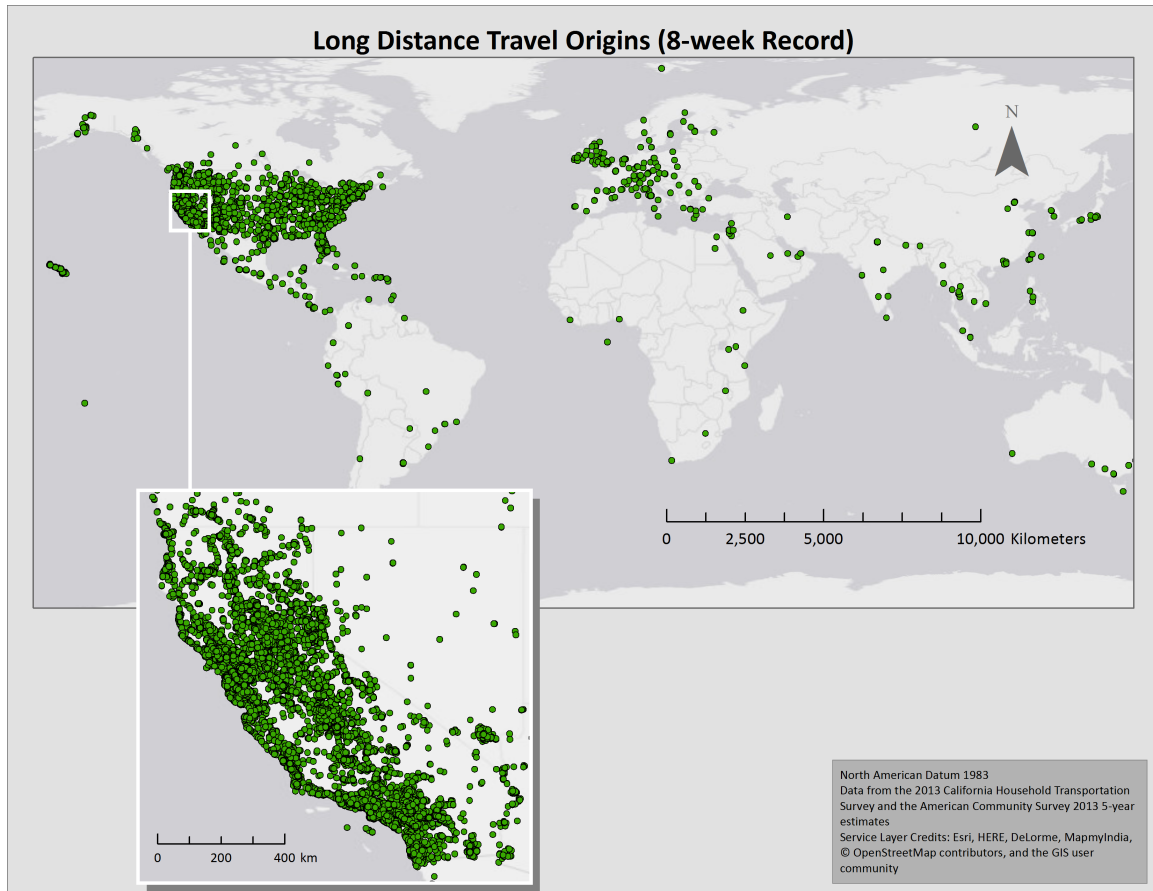 Long Distance Travel Origins (8-week Record)
N
0 2,500 5,000 10,000 Kilometers
0 200 400 km
North American Datum 1983
Data from the 2013 California Household Transportation
Survey and the American Community Survey 2013 5-year
estimates
Service Layer Credits: Esri, HERE, DeLorme, MapmyIndia,
© OpenStreetMap contributors, and the GIS user
community